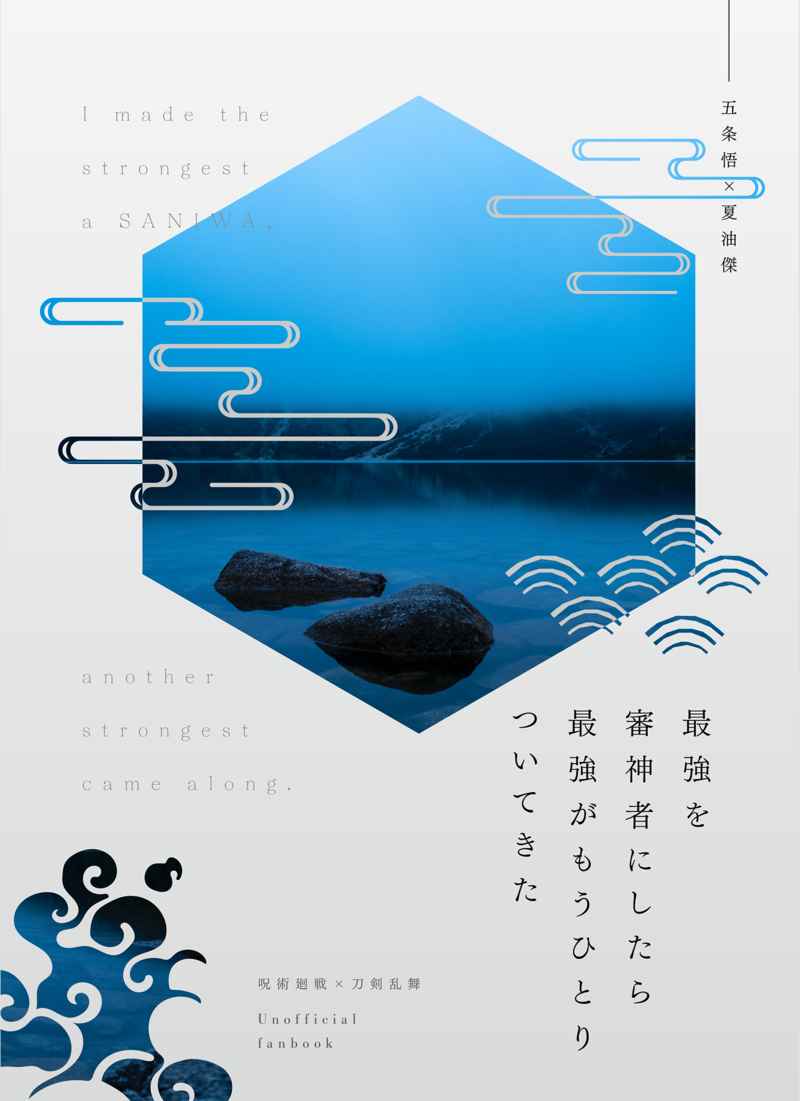 五条悟×夏油傑
I made the
strongest
a SANIWA,
another
strongest
came along.
最強を
審神者にしたら
最強がもうひとり
ついてきた
呪術廻戦×刀剣乱舞
Unofficial
fanbook